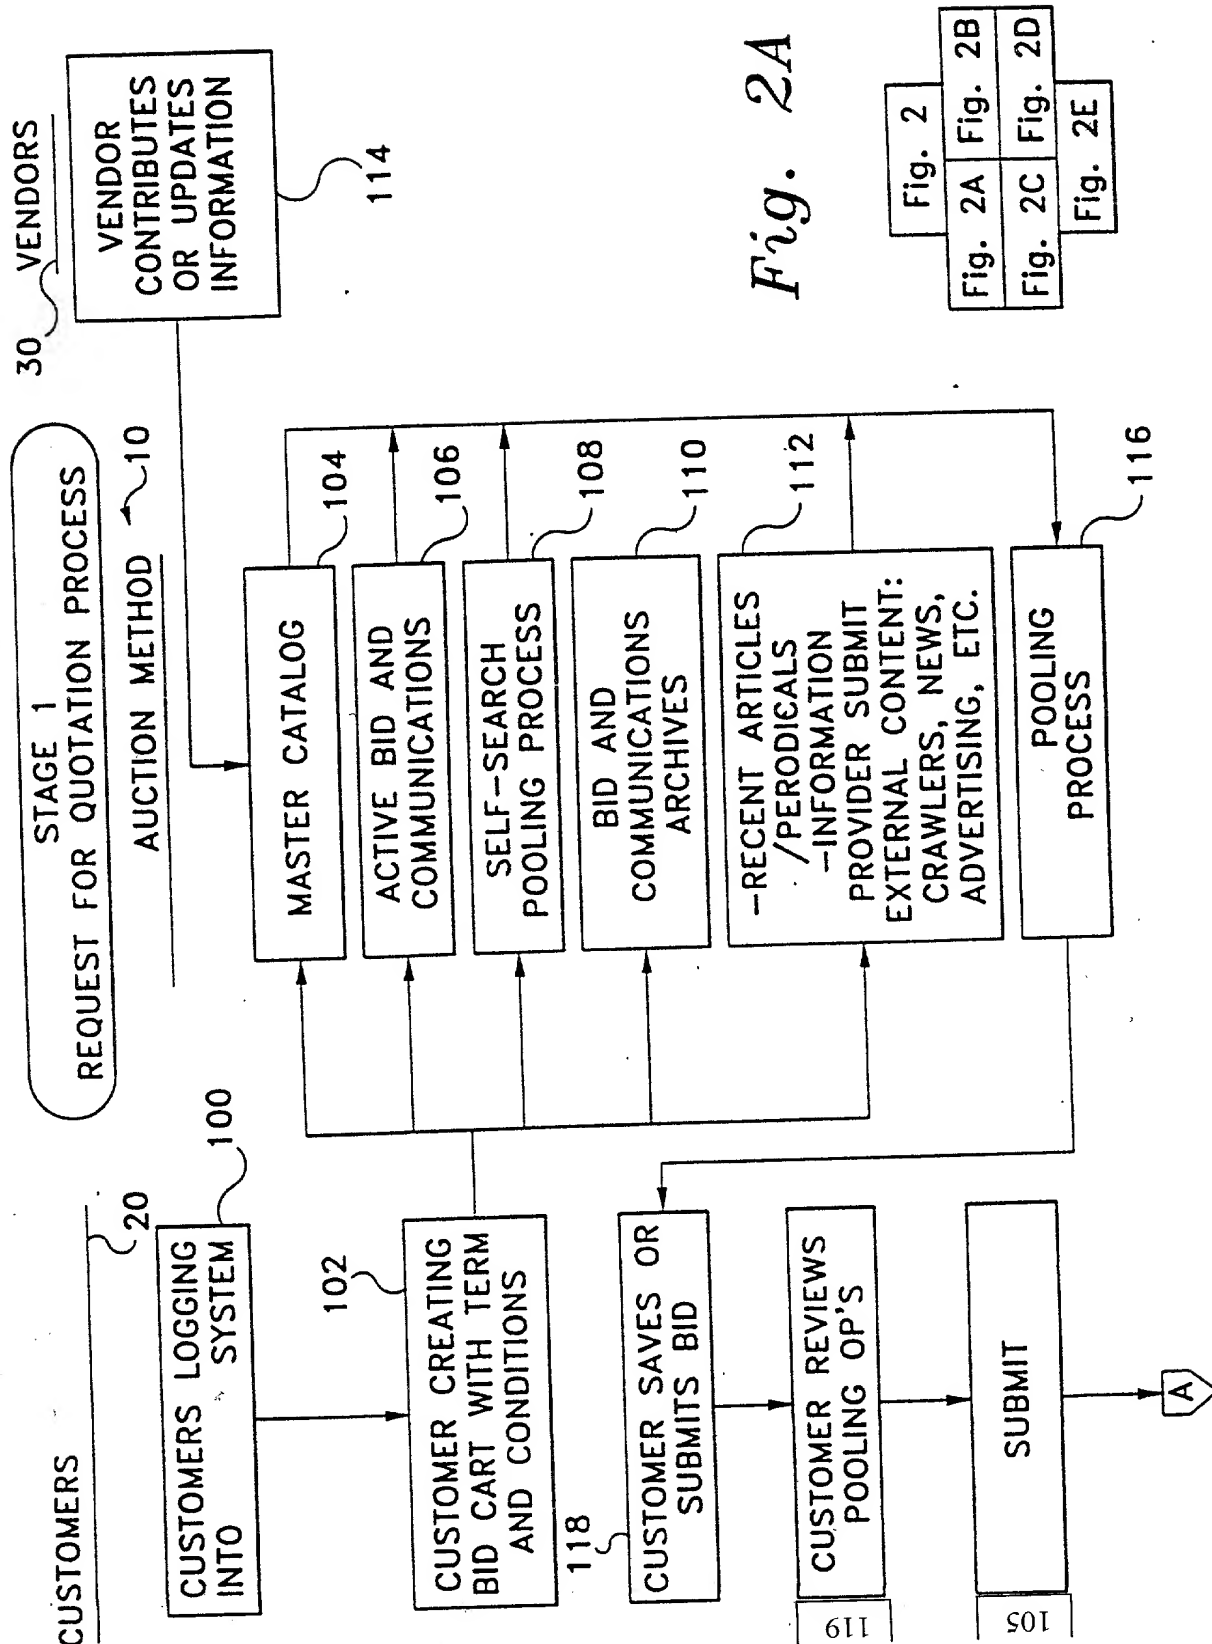 STAGE 1
REQUEST FOR QUOTATION PROCESS
CUSTOMERS
20
AUCTION METHOD
10
30
VENDORS
CUSTOMERS LOGGING
INTO SYSTEM
100
102
CUSTOMER CREATING
BID CART WITH TERM
AND CONDITIONS
118
CUSTOMER SAVES OR
SUBMITS BID
119
CUSTOMER REVIEWS
POOLING OP'S
105
SUBMIT
A
MASTER CATALOG
104
ACTIVE BID AND
COMMUNICATIONS
106
SELF-SEARCH
POOLING PROCESS
108
BID AND
COMMUNICATIONS
ARCHIVES
110
-RECENT ARTICLES
/PERODICALS
-INFORMATION
PROVIDER SUBMIT
EXTERNAL CONTENT:
CRAWLERS, NEWS,
ADVERTISING, ETC.
112
POOLING
PROCESS
116
VENDOR
CONTRIBUTES
OR UPDATES
INFORMATION
114
Fig. 2A
Fig. 2
Fig. 2A Fig. 2B
Fig. 2C Fig. 2D
Fig. 2E